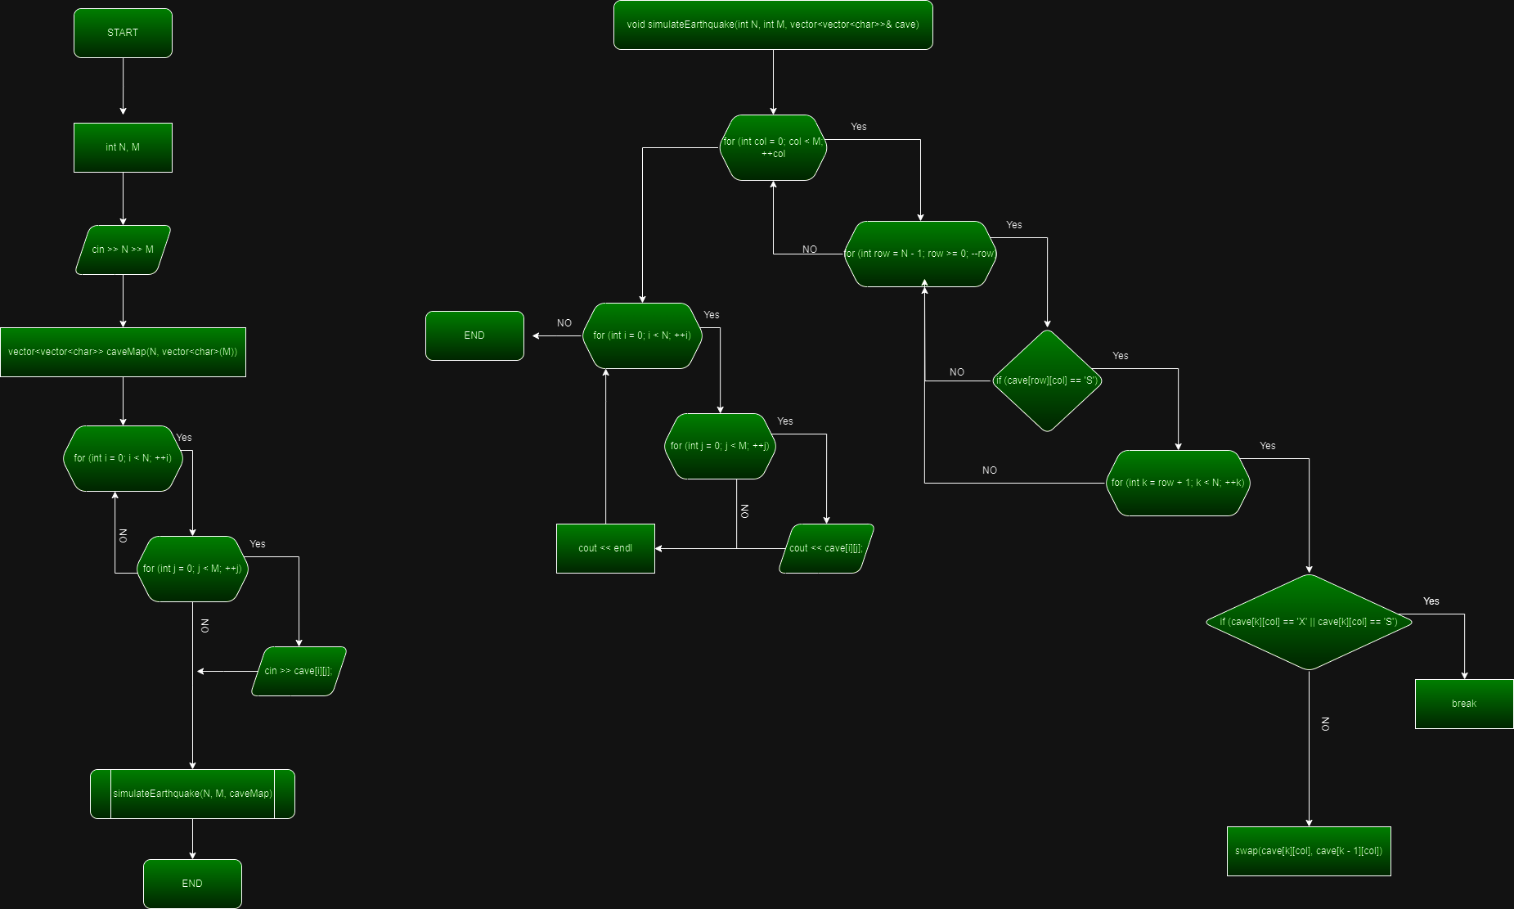 START
int N, M
cin >> N >> M
vector<vector<char>> caveMap(N, vector<char>(M))
for (int i = 0; i < N; ++i)
Yes
NO
for (int j = 0; j < M; ++j)
Yes
NO
cin >> cave[i][j];
simulateEarthquake(N, M, caveMap)
END
void simulateEarthquake(int N, int M, vector<vector<char>>& cave)
for (int col = 0; col < M;
++col
Yes
for (int row = N - 1; row >= 0; --row)
Yes
NO
END
NO
for (int i = 0; i < N; ++i)
Yes
for (int j = 0; j < M; ++j)
Yes
NO
cout << endl
cout << cave[i][j];
if (cave[row][col] == 'S')
Yes
NO
for (int k = row + 1; k < N; ++k)
Yes
NO
if (cave[k][col] == 'X' || cave[k][col] == 'S')
Yes
break
NO
swap(cave[k][col], cave[k - 1][col])